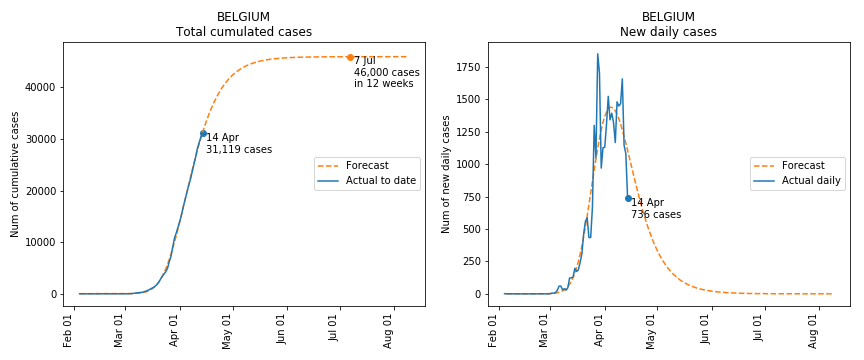 BELGIUM
Total cumulated cases
Num of cumulative cases
40000
30000
20000
10000
0
7 Jul
46,000 cases
in 12 weeks
14 Apr
31,119 cases
Forecast
Actual to date
Feb 01
Mar 01
Apr 01
May 01
Jun 01
Jul 01
Aug 01
BELGIUM
New daily cases
Num of new daily cases
1750
1500
1250
1000
750
500
250
0
14 Apr
736 cases
Forecast
Actual daily
Feb 01
Mar 01
Apr 01
May 01
Jun 01
Jul 01
Aug 01